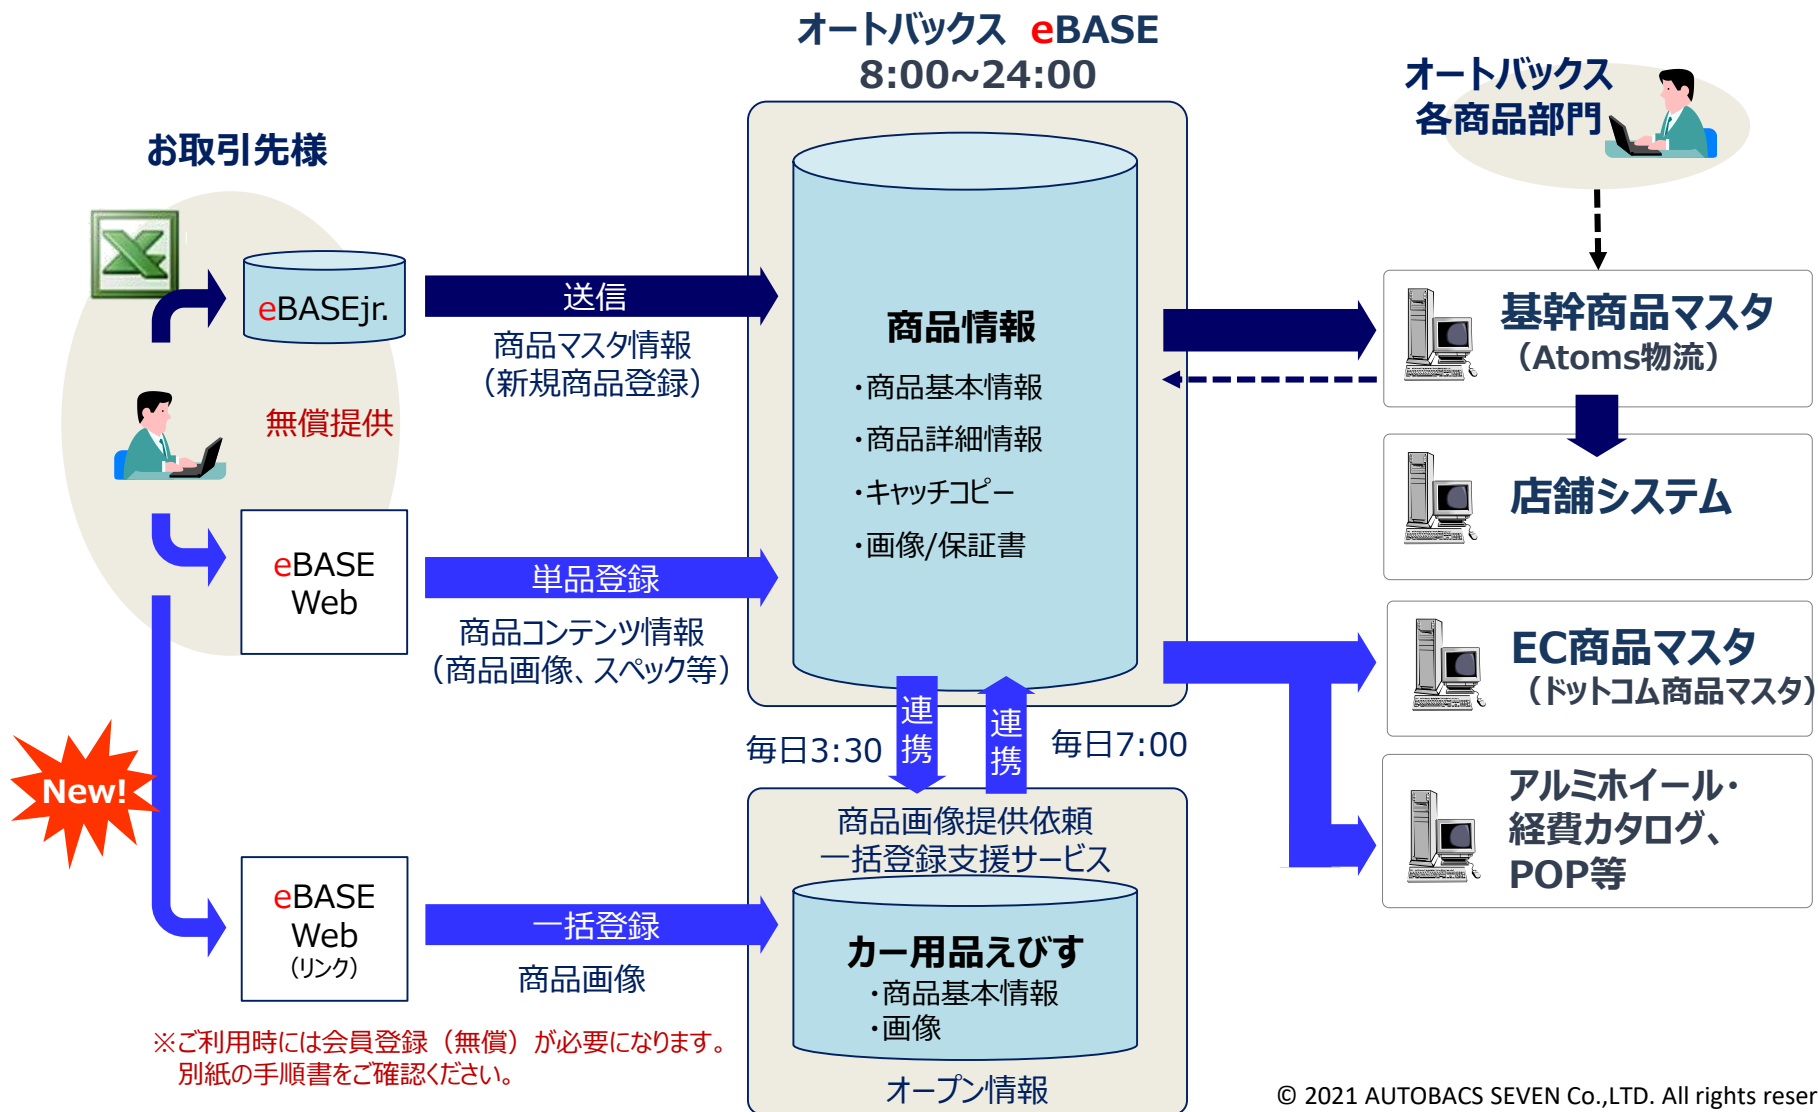 オートバックス eBASE
8:00~24:00
オートバックス
各商品部門
お取引先様
eBASEjr.
無償提供
送信
商品マスタ情報
（新規商品登録）
商品情報
・商品基本情報
・商品詳細情報
・キャッチコピー
・画像/保証書
基幹商品マスタ
（Atoms物流）
店舗システム
eBASE
Web
単品登録
商品コンテンツ情報
（商品画像、スペック等）
EC商品マスタ
（ドットコム商品マスタ）
連携
連携
毎日3:30
毎日7:00
New!
アルミホイール・
経費カタログ、
POP等
商品画像提供依頼
一括登録支援サービス
eBASE
Web
（リンク）
一括登録
商品画像
カー用品えびす
・商品基本情報
・画像
オープン情報
※ご利用時には会員登録（無償）が必要になります。
別紙の手順書をご確認ください。
© 2021 AUTOBACS SEVEN Co.,LTD. All rights reser